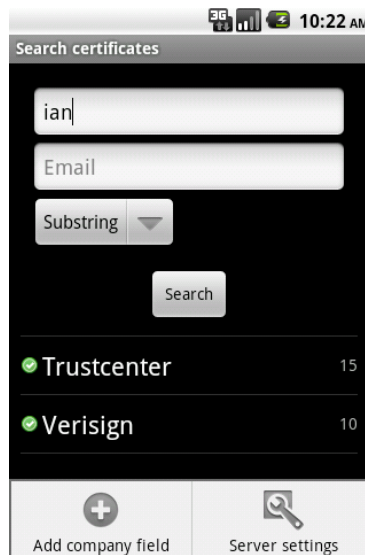 3G 10:22 AM
Search certificates
ian
Email
Substring
Search
Trustcenter 15
Verisign 10
Add company field Server settings